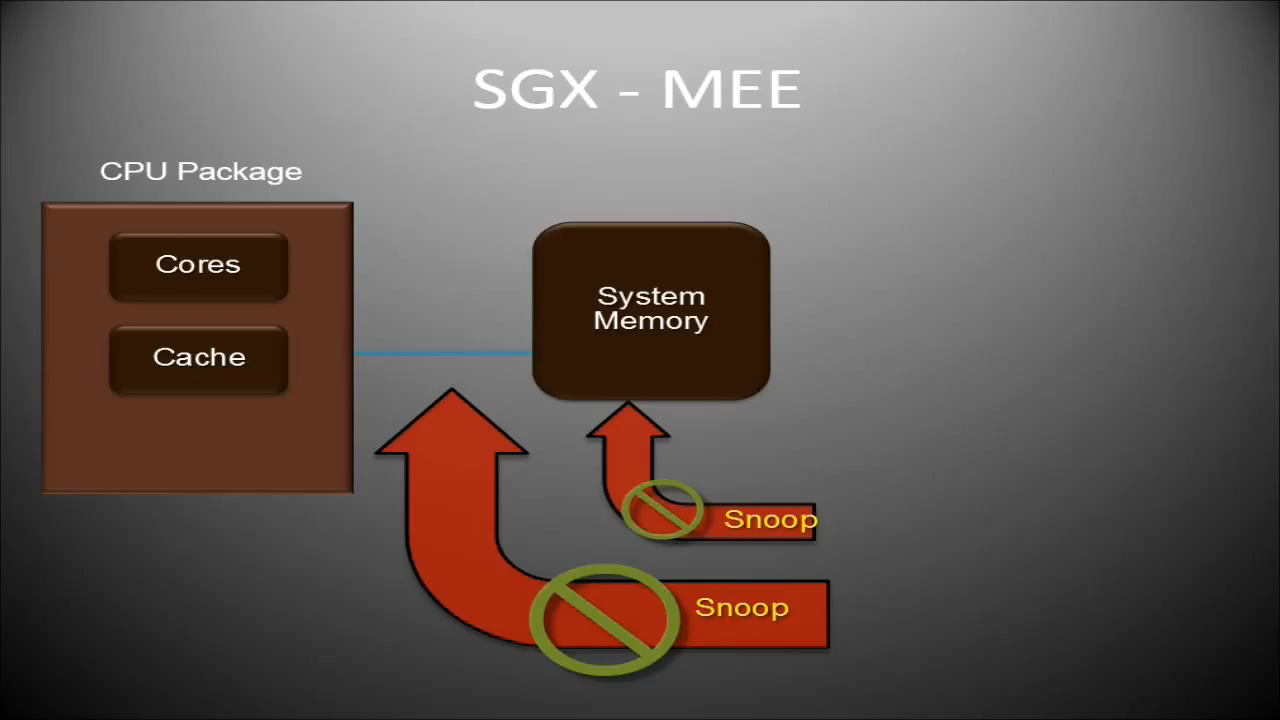 SGX - MEE
CPU Package
Cores
Cache
System
Memory
Snoop
Snoop